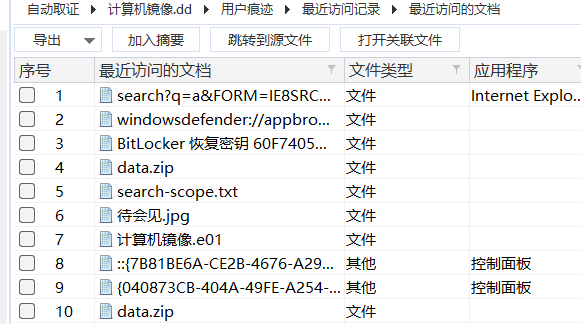 自动取证 › 计算机镜像.dd › 用户痕迹 › 最近访问记录 › 最近访问的文档
导出 加入摘要 跳转到源文件 打开关联文件
序号 最近访问的文档 文件类型 应用程序
1 search?q=a&FORM=IE8SRC... 文件 Internet Explo...
2 windowsdefender://appbro... 文件
3 BitLocker 恢复密钥 60F7405... 文件
4 data.zip 文件
5 search-scope.txt 文件
6 待会见.jpg 文件
7 计算机镜像.e01 文件
8 ::{7B81BE6A-CE2B-4676-A29... 其他 控制面板
9 {040873CB-404A-49FE-A254-... 其他 控制面板
10 data.zip 文件